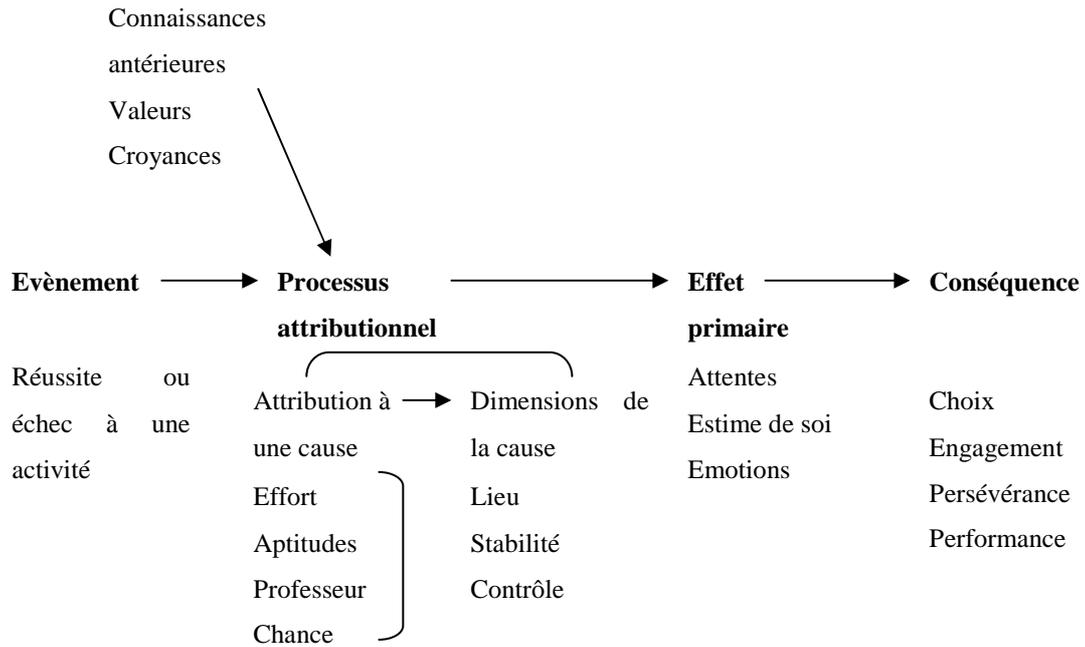 Connaissances
antérieures
Valeurs
Croyances
Evènement
Processus
attributionnel
Effet
primaire
Conséquence
Réussite ou
échec à une
activité
Attribution à
une cause
Effort
Aptitudes
Professeur
Chance
Dimensions de
la cause
Lieu
Stabilité
Contrôle
Attentes
Estime de soi
Emotions
Choix
Engagement
Persévérance
Performance